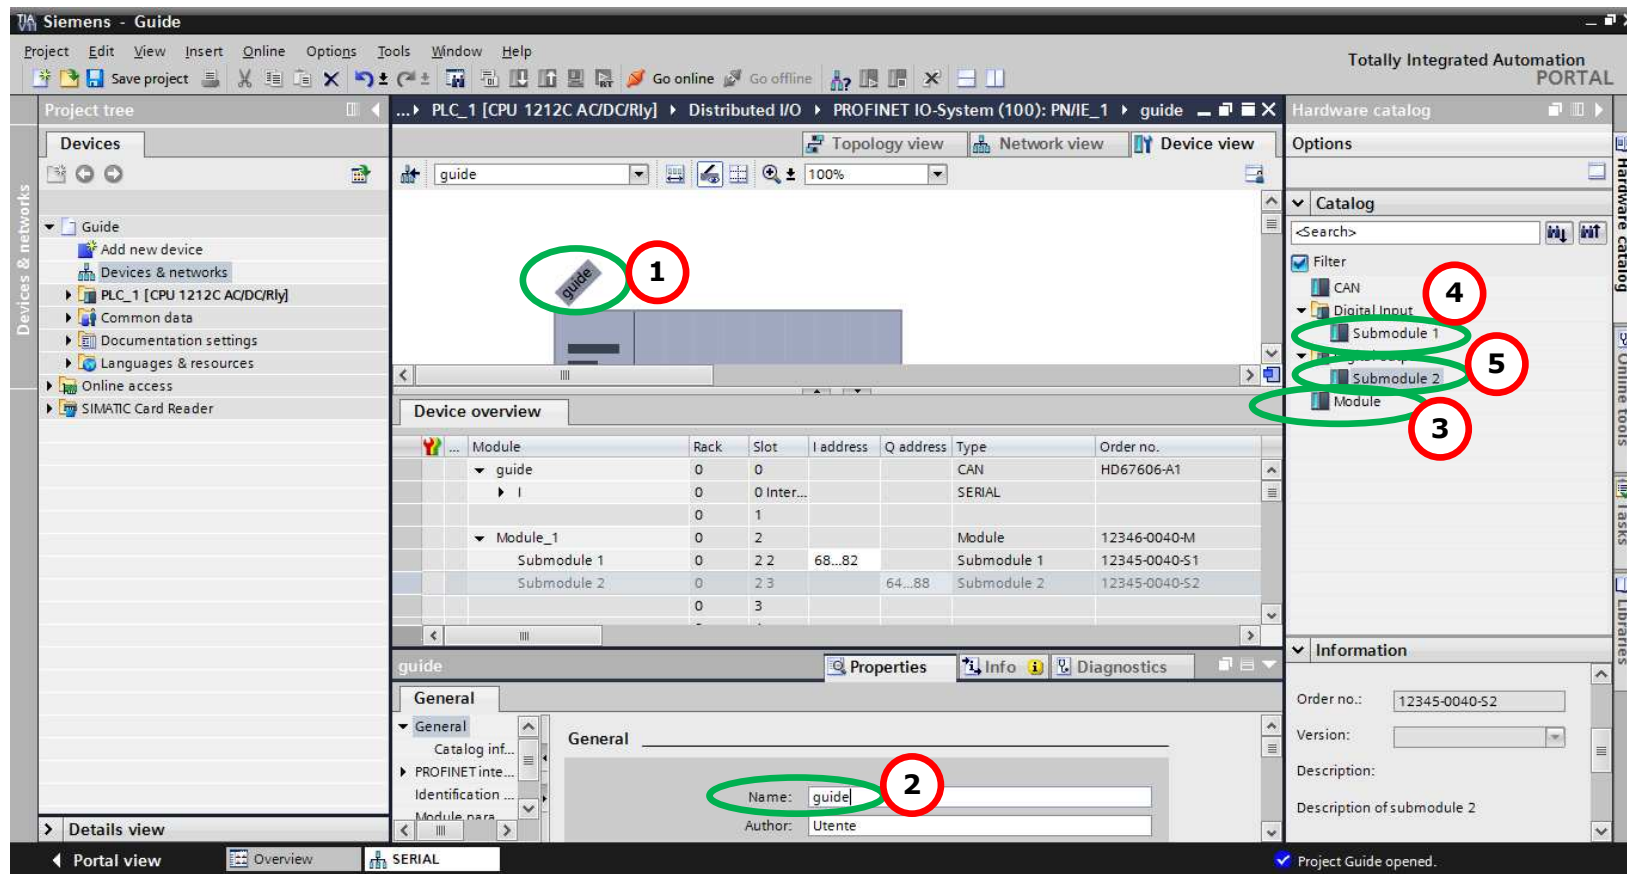 Siemens - Guide
Project Edit View Insert Online Options Tools Window Help
Totally Integrated Automation
PORTAL
Save project Go online Go offline
Project tree
...▸ PLC_1 [CPU 1212C AC/DC/Rly] ▸ Distributed I/O ▸ PROFINET IO-System (100): PN/IE_1 ▸ guide
Hardware catalog
Devices
Topology view Network view Device view
Options
guide 100%
Devices & networks
Guide
Add new device
Devices & networks
PLC_1 [CPU 1212C AC/DC/Rly]
Common data
Documentation settings
Languages & resources
Online access
SIMATIC Card Reader
guide
1
Catalog
<Search>
Filter
CAN
4
Digital Input
Submodule 1
5
Submodule 2
Module
3
Hardware catalog
Online tools
Tasks
Libraries
Device overview
... Module Rack Slot I address Q address Type Order no.
guide 0 0 CAN HD67606-A1
I 0 0 Inter... SERIAL
0 1
Module_1 0 2 Module 12346-0040-M
Submodule 1 0 2 2 68...82 Submodule 1 12345-0040-S1
Submodule 2 0 2 3 64...88 Submodule 2 12345-0040-S2
0 3
guide
Properties Info Diagnostics
General
General
Catalog inf...
PROFINET inte...
Identification ...
Module para...
General
2
Name: guide
Author: Utente
Information
Order no.: 12345-0040-S2
Version:
Description:
Description of submodule 2
Details view
Portal view Overview SERIAL
Project Guide opened.